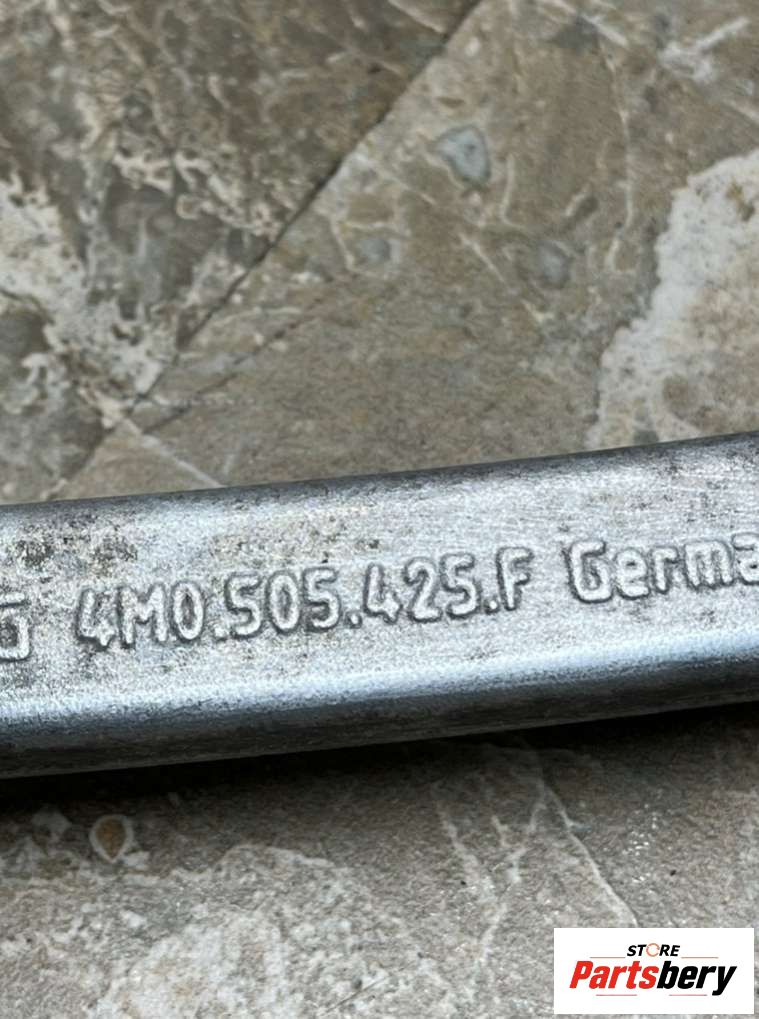 G 4M0.505.425.F Germa
STORE
Partsbery